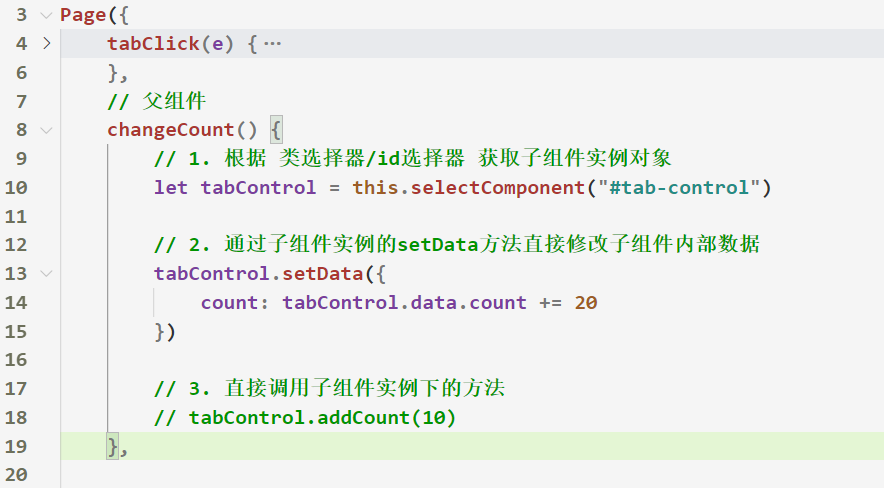 3 Page({
4 tabClick(e) { ⋯
6 },
7 // 父组件
8 changeCount() {
9 // 1. 根据 类选择器/id选择器 获取子组件实例对象
10 let tabControl = this.selectComponent("#tab-control")
11
12 // 2. 通过子组件实例的setData方法直接修改子组件内部数据
13 tabControl.setData({
14 count: tabControl.data.count += 20
15 })
16
17 // 3. 直接调用子组件实例下的方法
18 // tabControl.addCount(10)
19 },
20